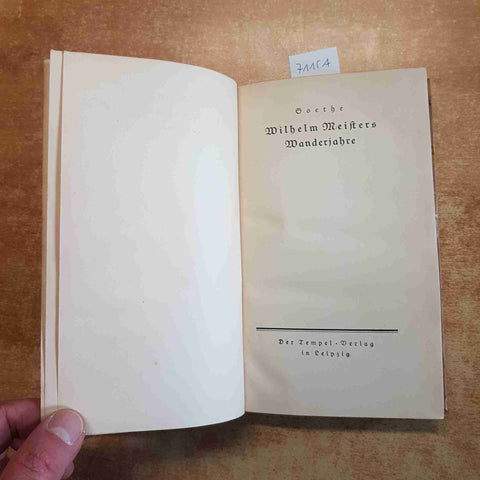 71154
Goethe
Wilhelm Meiſters
Wanderjahre
Der Tempel-Verlag
in Leipzig